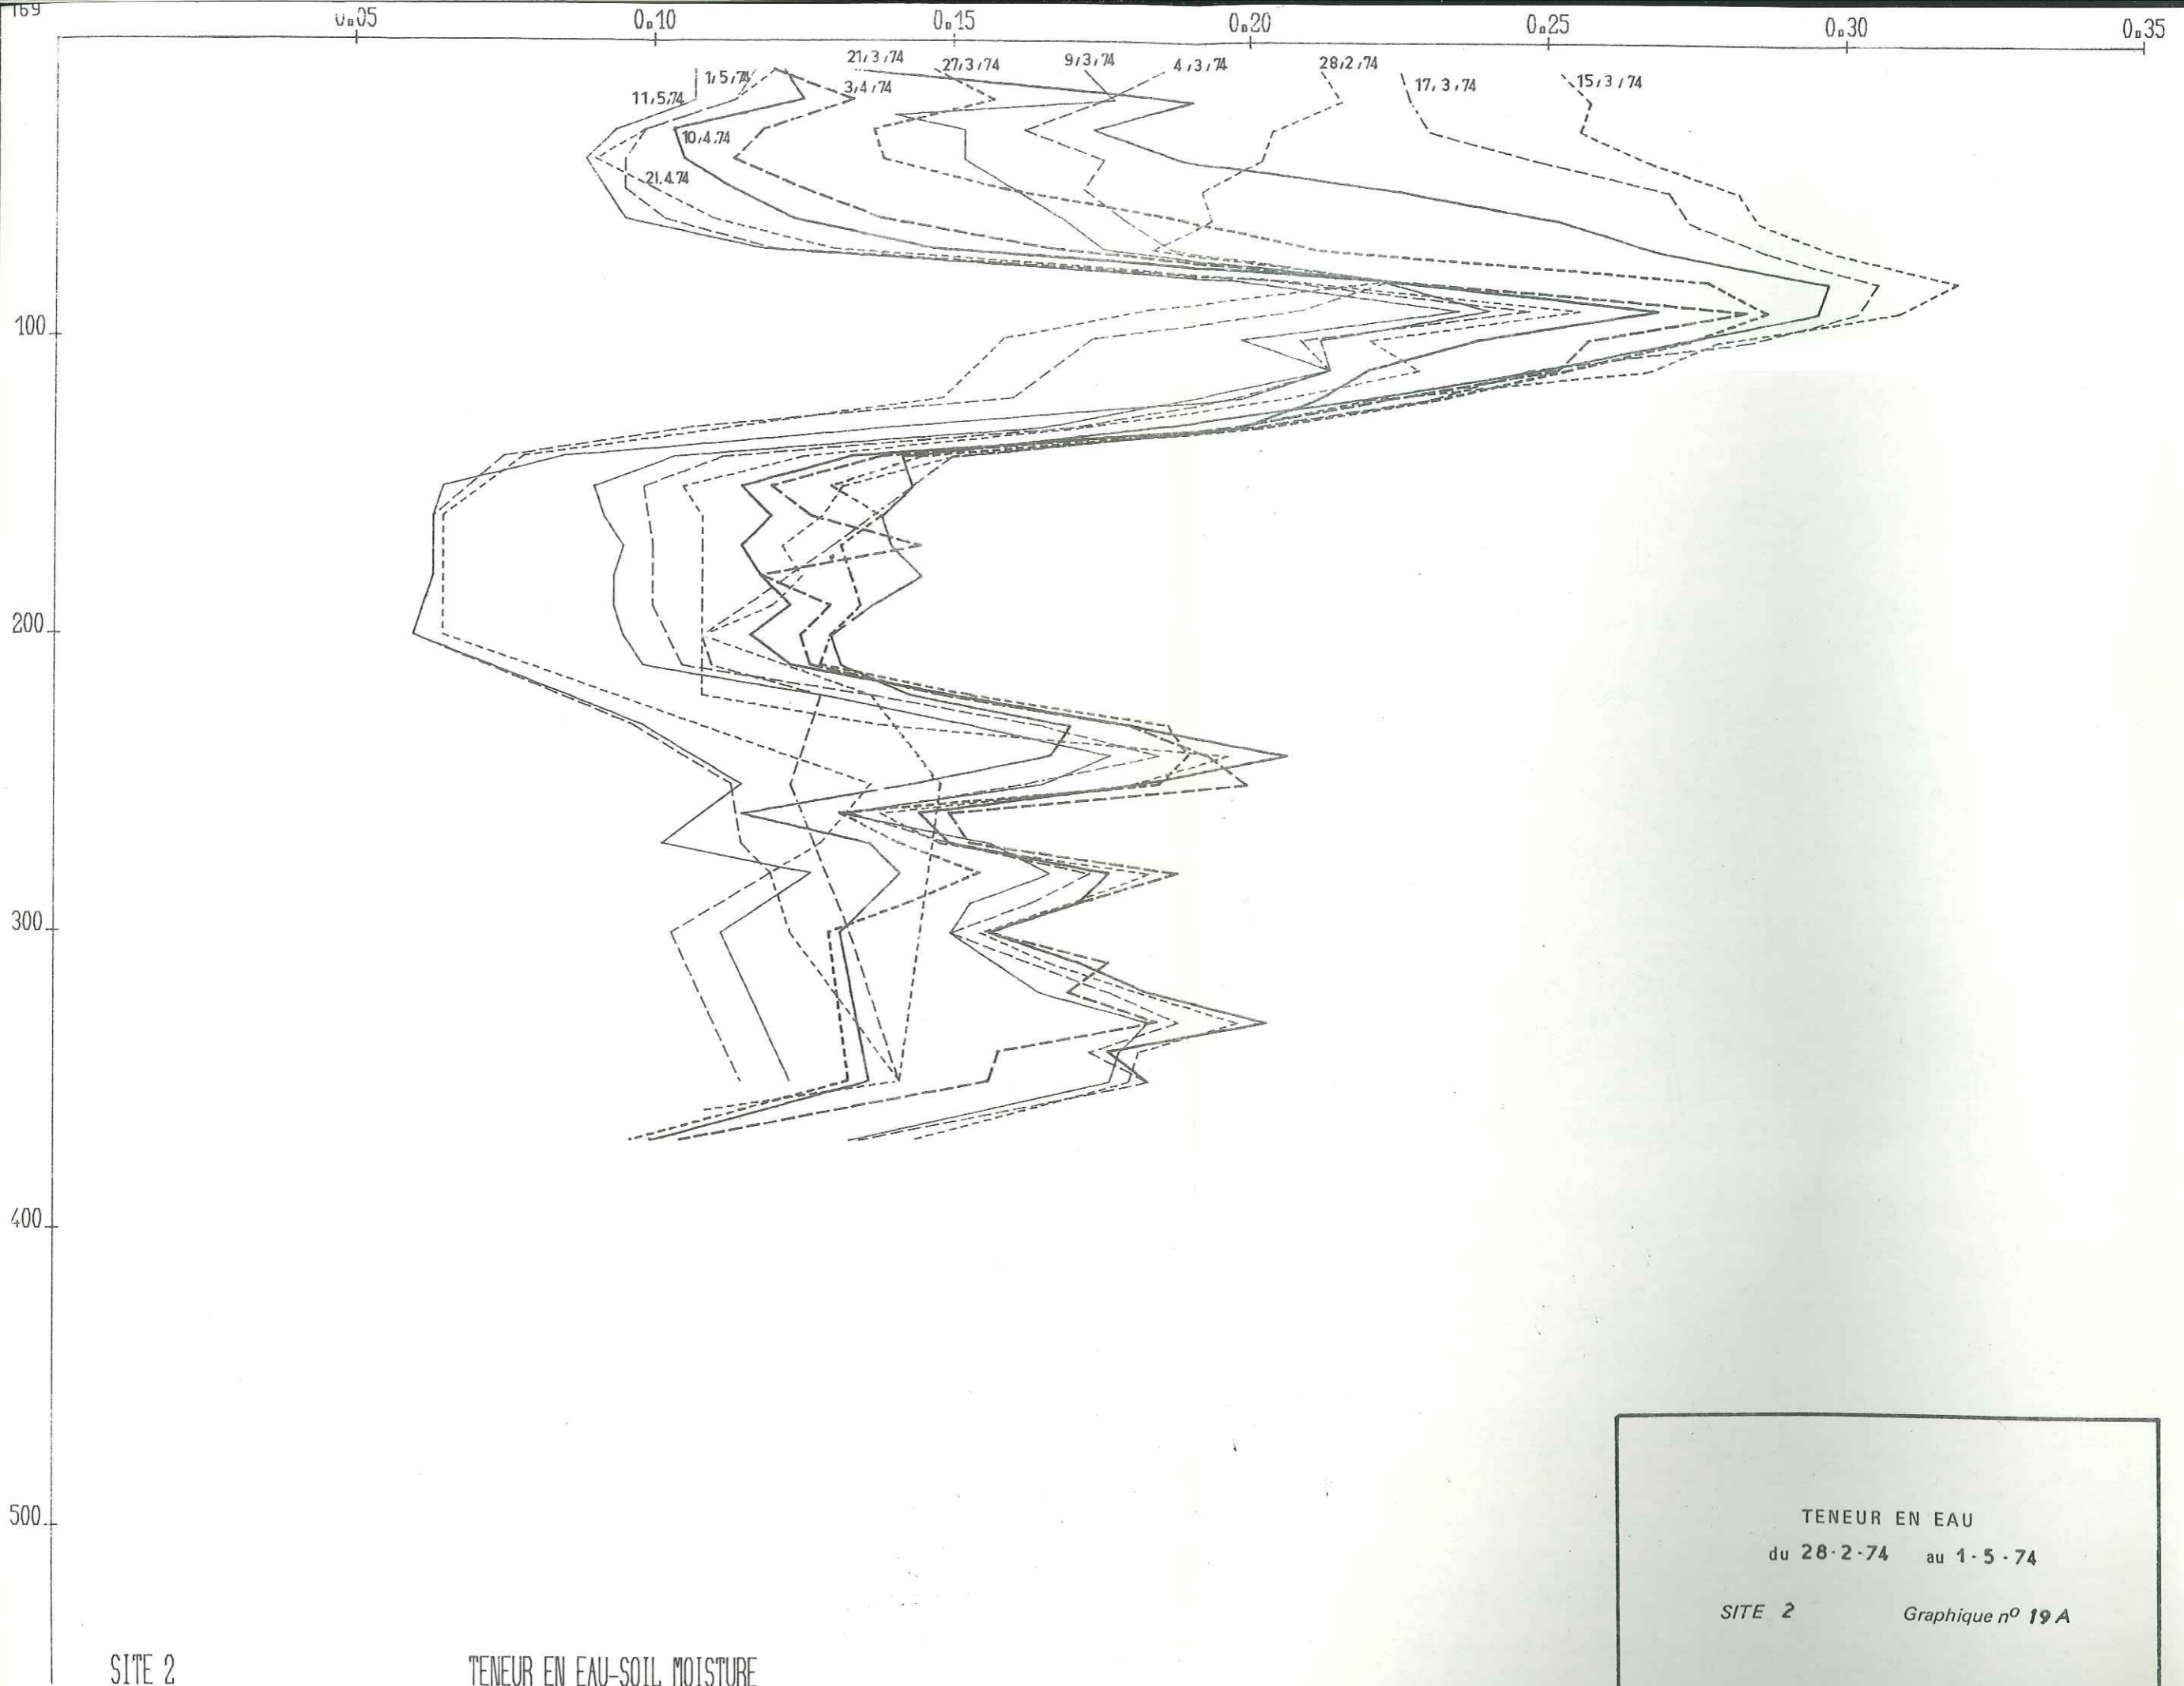 169
0.05 0.10 0.15 0.20 0.25 0.30 0.35
21/3/74 27/3/74 9/3/74 4/3/74 28/2/74 17/3/74 15/3/74
1/5/74 3/4/74
11/5/74
10/4.74
21.4.74
100
200
300
400
500
TENEUR EN EAU
du 28-2-74 au 1-5-74
SITE 2 Graphique nº 19 A
SITE 2 TENEUR EN EAU-SOIL MOISTURE